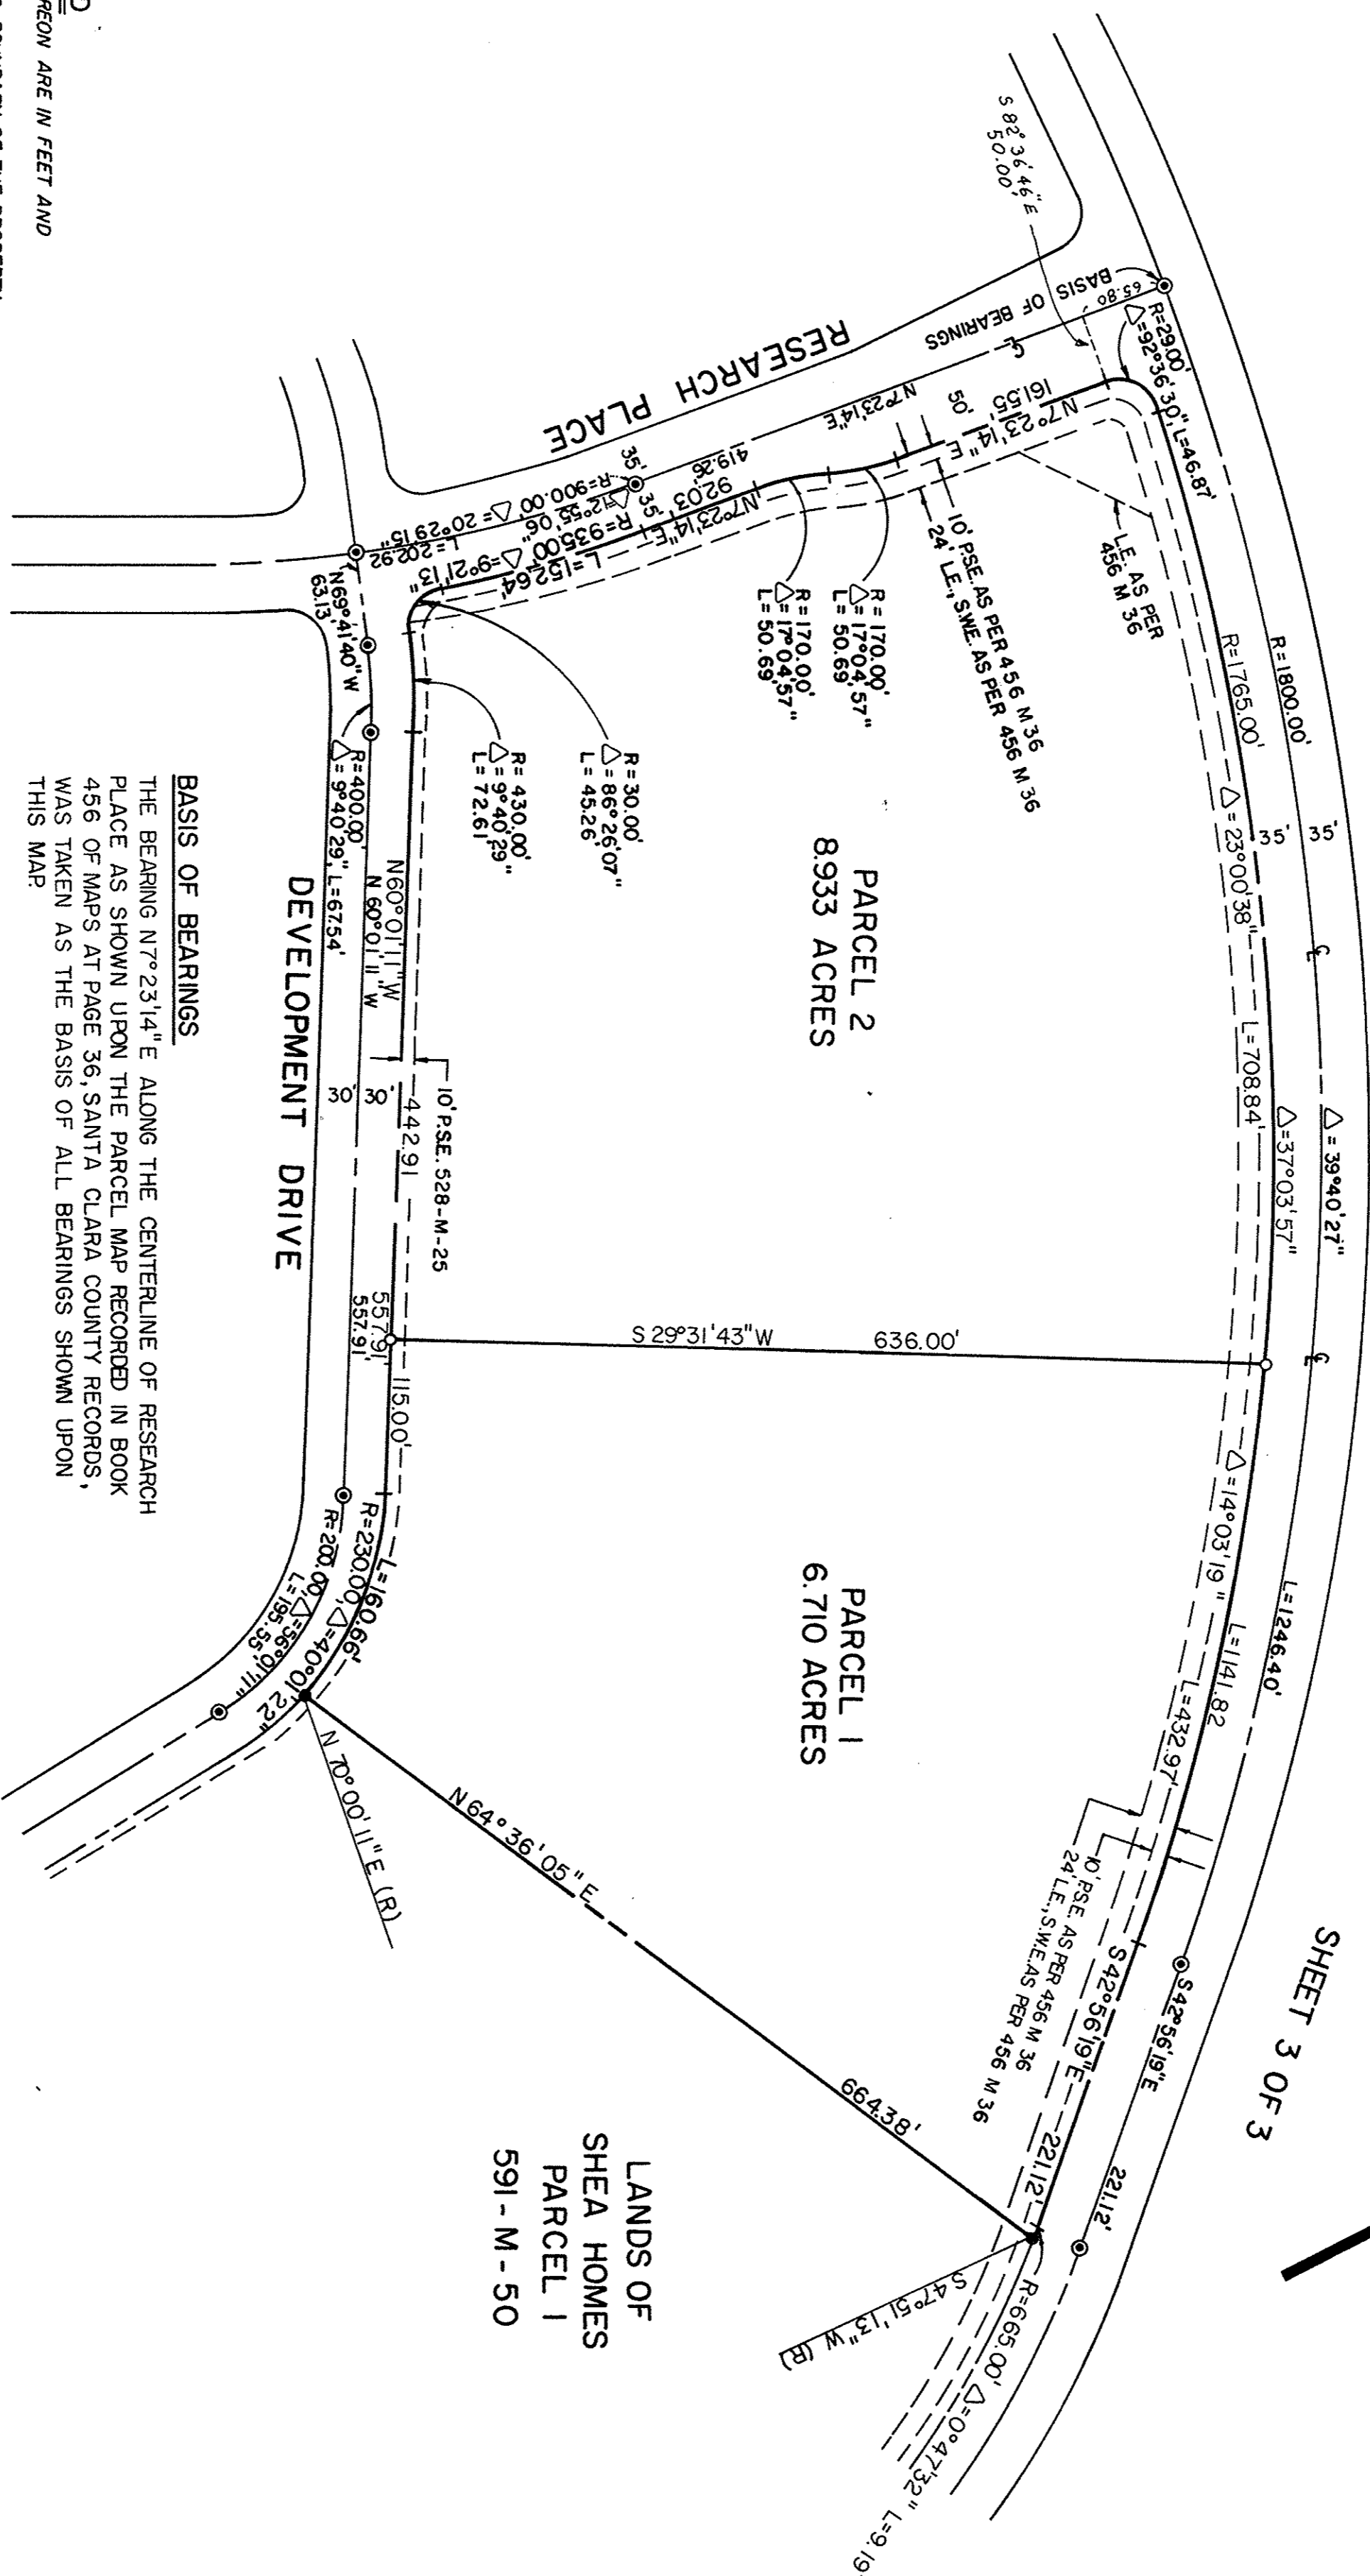 SHEET 3 OF 3
R=1800.00'
35'
35'
℄
Δ=39°40'27"
℄
L=1246.40'
S42°56'19"E
221.12'
R=1765.00'
Δ=23°00'38"
L=708.84'
Δ=37°03'57"
Δ=14°03'19"
L=1141.82
L=432.97'
S42°56'19"E
221.12'
R=665.00' Δ=0°47'32" L=9.19
S47°51'13"W (R)
10' P.S.E. AS PER 456 M 36
24' L.E., S.W.E. AS PER 456 M 36
S 82°36'46"E
50.00'
BASIS OF BEARINGS
65.80
R=29.00'
Δ=92°36'30", L=46.87'
L.E. AS PER
456 M 36
℄
N7°23'14"E
161.55'
N7°23'14"E
50'
419.26'
10' P.S.E. AS PER 456 M 36
24' L.E., S.W.E. AS PER 456 M 36
RESEARCH PLACE
35'
35'
92.03'
N7°23'14"E
R=170.00'
Δ=17°04'57"
L=50.69'
R=170.00'
Δ=17°04'57"
L=50.69'
Δ=12°55'06"
R=900.00' Δ=20°29'15"
L=202.92
R=935.00' Δ=9°21'13"
L=152.64'
R=30.00'
Δ=86°26'07"
L=45.26'
R=430.00'
Δ=9°40'29"
L=72.61'
N69°41'40"W
63.13'
R=400.00'
Δ=9°40'29", L=67.54'
PARCEL 2
8.933 ACRES
S 29°31'43"W 636.00'
PARCEL 1
6.710 ACRES
N60°01'11"W
N 60°01'11"W
10' P.S.E. 528-M-25
442.91
30'
30'
557.91'
557.91'
115.00'
DEVELOPMENT DRIVE
L=160.66'
R=230.00, Δ=40°01'22"
R=200.00, Δ=56°01'11"
L=195.55
N 70°00'11"E (R)
N 64°36'05"E
664.38'
LANDS OF
SHEA HOMES
PARCEL 1
591-M-50
BASIS OF BEARINGS
THE BEARING N7°23'14"E ALONG THE CENTERLINE OF RESEARCH
PLACE AS SHOWN UPON THE PARCEL MAP RECORDED IN BOOK
456 OF MAPS AT PAGE 36, SANTA CLARA COUNTY RECORDS,
WAS TAKEN AS THE BASIS OF ALL BEARINGS SHOWN UPON
THIS MAP.
ARE IN FEET AND